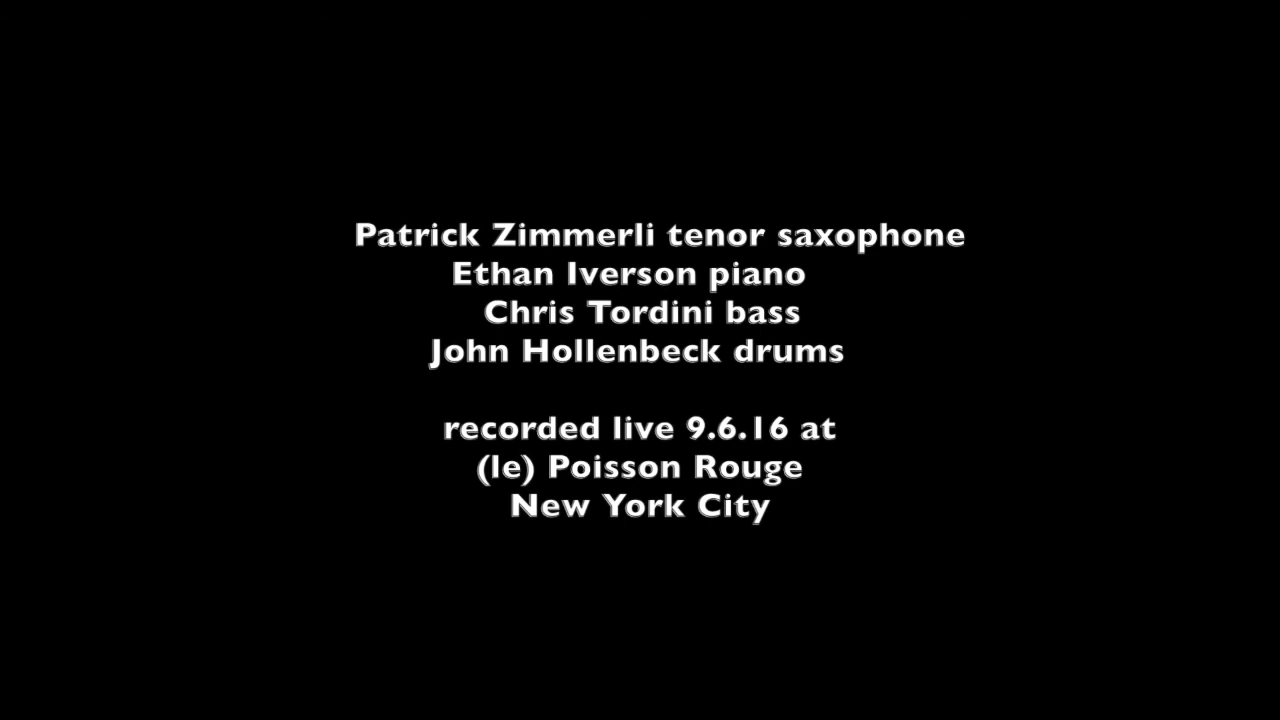 Patrick Zimmerli tenor saxophone
Ethan Iverson piano
Chris Tordini bass
John Hollenbeck drums
recorded live 9.6.16 at
(le) Poisson Rouge
New York City